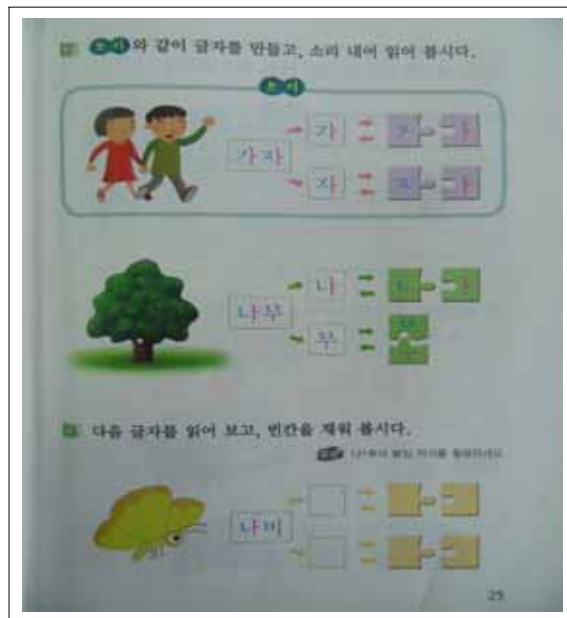 보기 와 같이 글자를 만들고, 소리 내어 읽어 봅시다.
보기
가 ㄱ ㅏ
가자
자 ㅈ ㅏ
나 ㄴ ㅏ
나무
무
다음 글자를 읽어 보고, 빈칸을 채워 봅시다.
나비
25